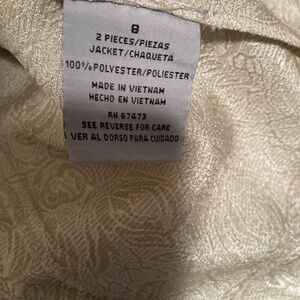 8
2 PIECES/PIEZAS
JACKET/CHAQUETA
100%POLYESTER/POLIESTER
MADE IN VIETNAM
HECHO EN VIETNAM
RN 67473
SEE REVERSE FOR CARE
VER AL DORSO PARA CUIDADO